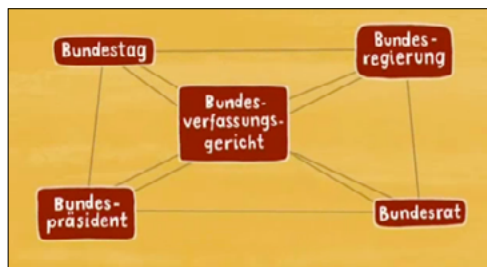 Bundestag
Bundes-
regierung
Bundes-
verfassungs-
gericht
Bundes-
präsident
Bundesrat